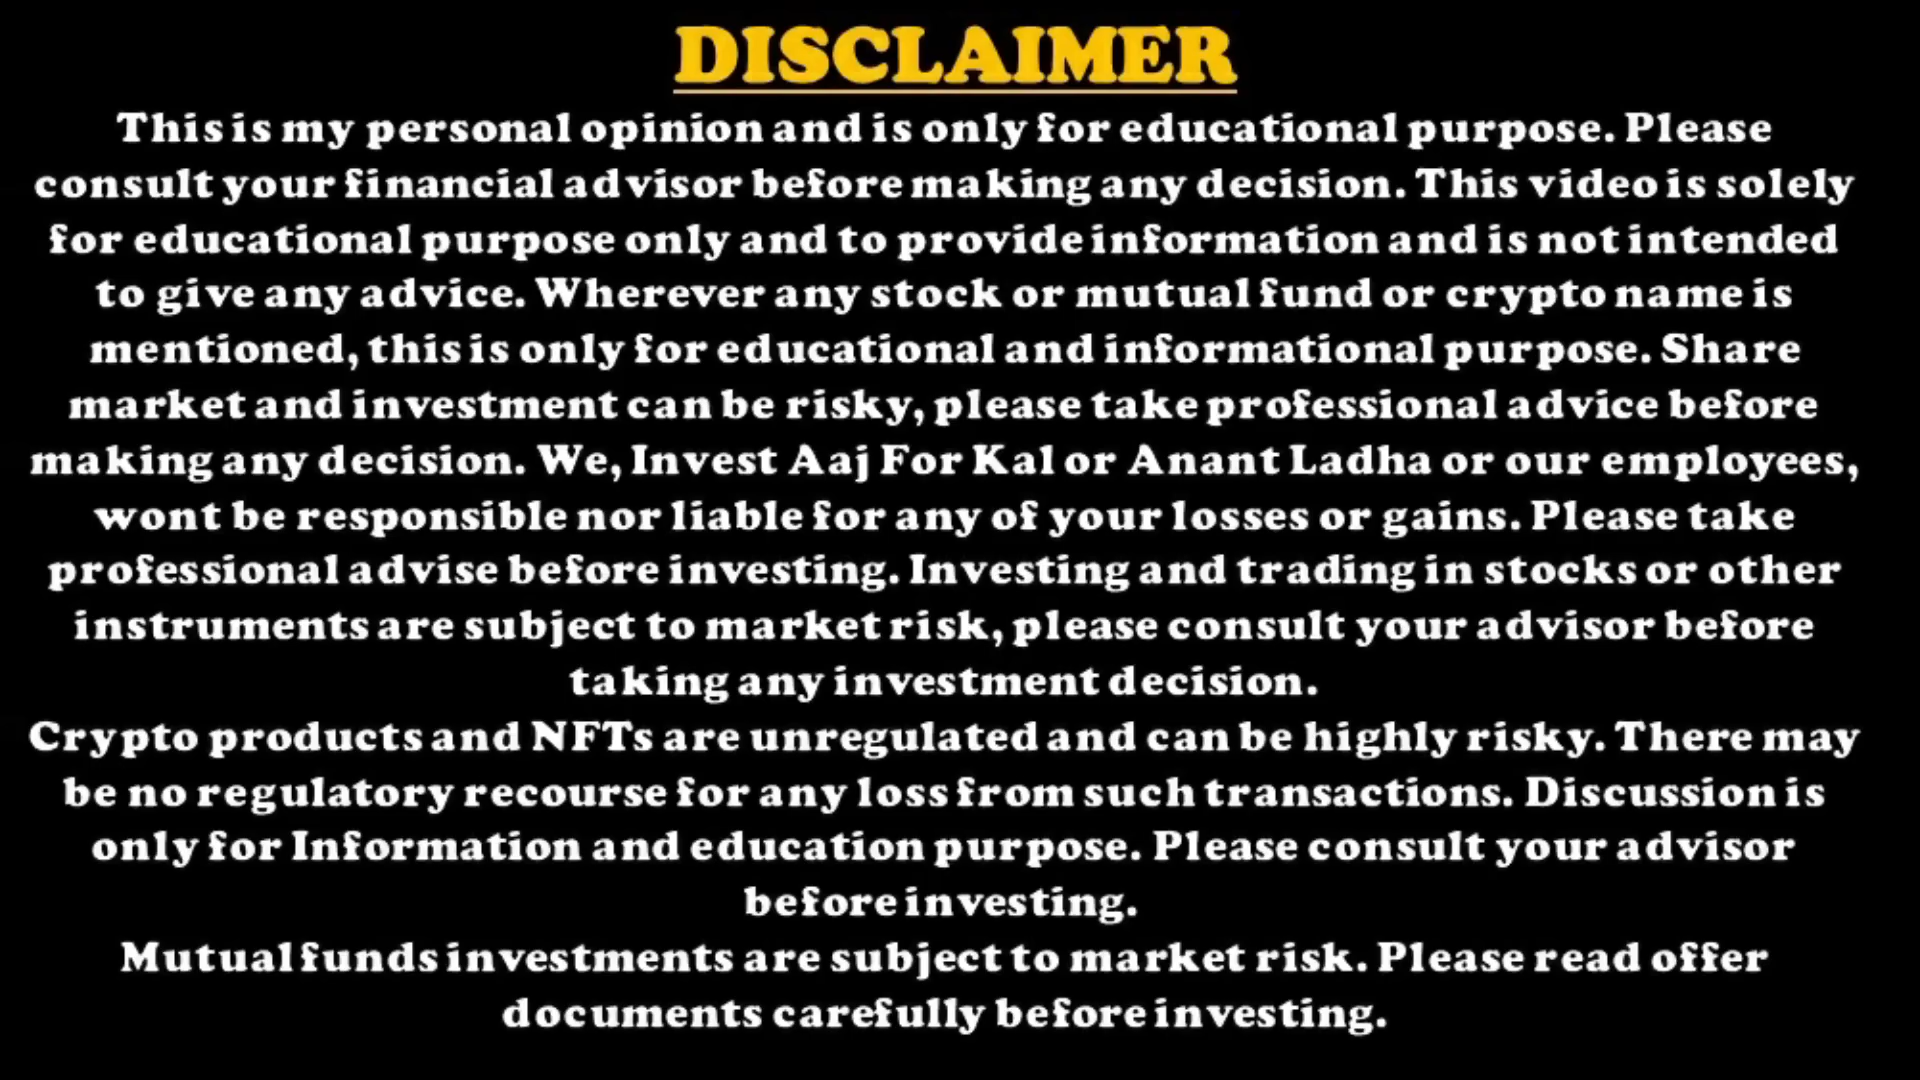 DISCLAIMER
This is my personal opinion and is only for educational purpose. Please
consult your financial advisor before making any decision. This video is solely
for educational purpose only and to provide information and is not intended
to give any advice. Wherever any stock or mutual fund or crypto name is
mentioned, this is only for educational and informational purpose. Share
market and investment can be risky, please take professional advice before
making any decision. We, Invest Aaj For Kal or Anant Ladha or our employees,
wont be responsible nor liable for any of your losses or gains. Please take
professional advise before investing. Investing and trading in stocks or other
instruments are subject to market risk, please consult your advisor before
taking any investment decision.
Crypto products and NFTs are unregulated and can be highly risky. There may
be no regulatory recourse for any loss from such transactions. Discussion is
only for Information and education purpose. Please consult your advisor
before investing.
Mutual funds investments are subject to market risk. Please read offer
documents carefully before investing.